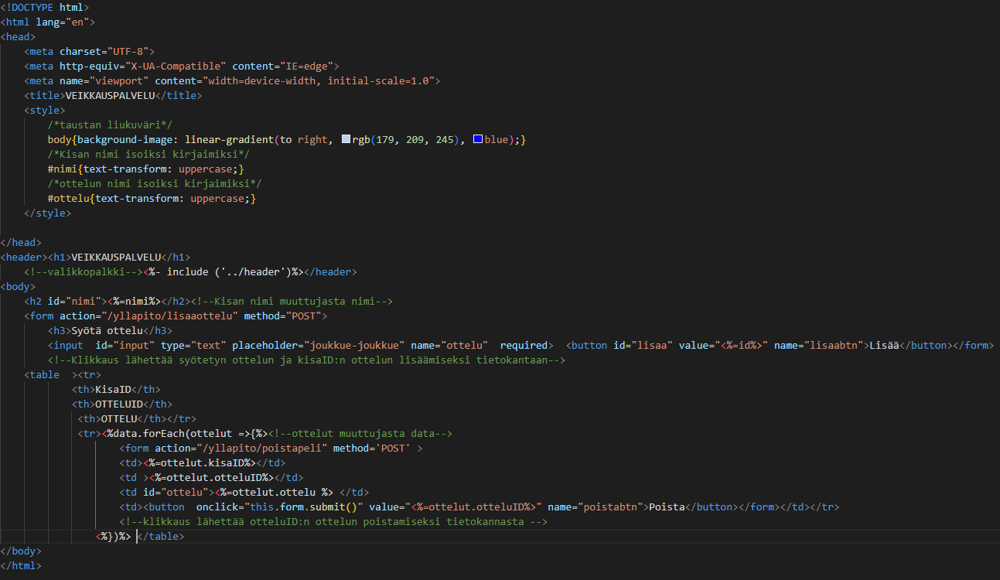 <!DOCTYPE html>
<html lang="en">
<head>
    <meta charset="UTF-8">
    <meta http-equiv="X-UA-Compatible" content="IE=edge">
    <meta name="viewport" content="width=device-width, initial-scale=1.0">
    <title>VEIKKAUSPALVELU</title>
    <style>
        /*taustan liukuväri*/
        body{background-image: linear-gradient(to right, rgb(179, 209, 245), blue);}
        /*Kisan nimi isoiksi kirjaimiksi*/
        #nimi{text-transform: uppercase;}
        /*ottelun nimi isoiksi kirjaimiksi*/
        #ottelu{text-transform: uppercase;}
    </style>
</head>
<header><h1>VEIKKAUSPALVELU</h1>
    <!--valikkopalkki--><%- include ('../header')%></header>
<body>
    <h2 id="nimi"><%=nimi%></h2><!--Kisan nimi muuttujasta nimi-->
    <form action="/yllapito/lisaaottelu" method="POST">
        <h3>Syötä ottelu</h3>
        <input  id="input" type="text" placeholder="joukkue-joukkue" name="ottelu"  required>  <button id="lisaa" value="<%=id%>" name="lisaabtn">Lisää</button></form>
        <!--Klikkaus lähettää syötetyn ottelun ja kisaID:n ottelun lisäämiseksi tietokantaan-->
    <table  ><tr>
            <th>KisaID</th>
            <th>OTTELUID</th>
             <th>OTTELU</th></tr>
             <tr><%data.forEach(ottelut =>{%><!--ottelut muuttujasta data-->
                    <form action="/yllapito/poistapeli" method='POST' >
                    <td><%=ottelut.kisaID%></td>
                    <td ><%=ottelut.otteluID%></td>
                    <td id="ottelu"><%=ottelut.ottelu %> </td>
                    <td><button  onclick="this.form.submit()" value="<%=ottelut.otteluID%>" name="poistabtn">Poista</button></form></td></tr>
                    <!--klikkaus lähettää otteluID:n ottelun poistamiseksi tietokannasta -->
                <%})%> </table>
</body>
</html>